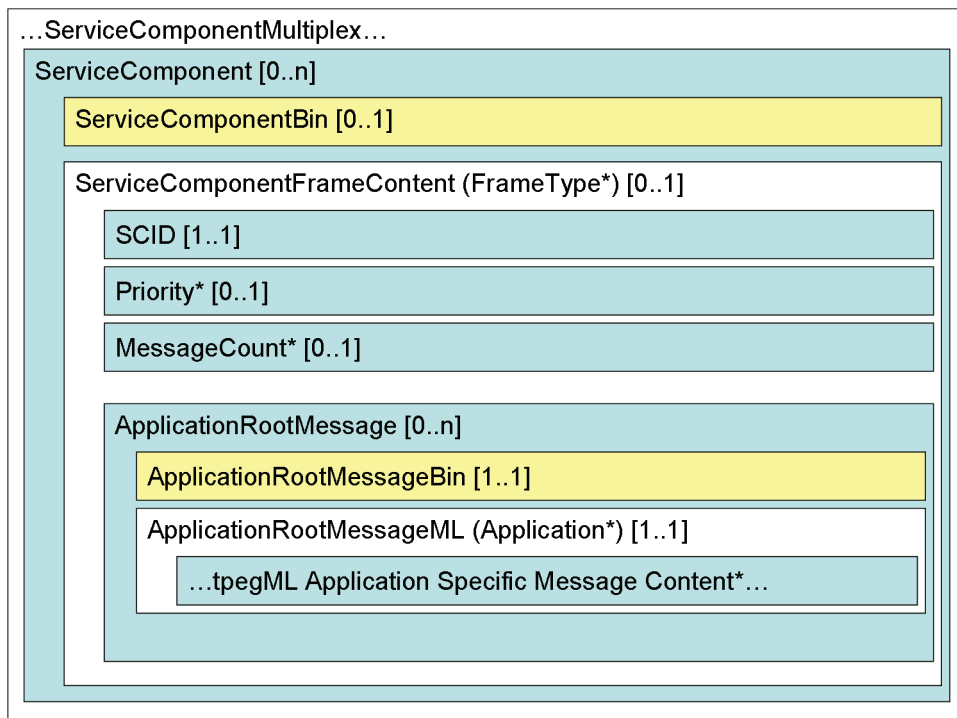 …ServiceComponentMultiplex…
ServiceComponent [0..n]
ServiceComponentBin [0..1]
ServiceComponentFrameContent (FrameType*) [0..1]
SCID [1..1]
Priority* [0..1]
MessageCount* [0..1]
ApplicationRootMessage [0..n]
ApplicationRootMessageBin [1..1]
ApplicationRootMessageML (Application*) [1..1]
…tpegML Application Specific Message Content*…